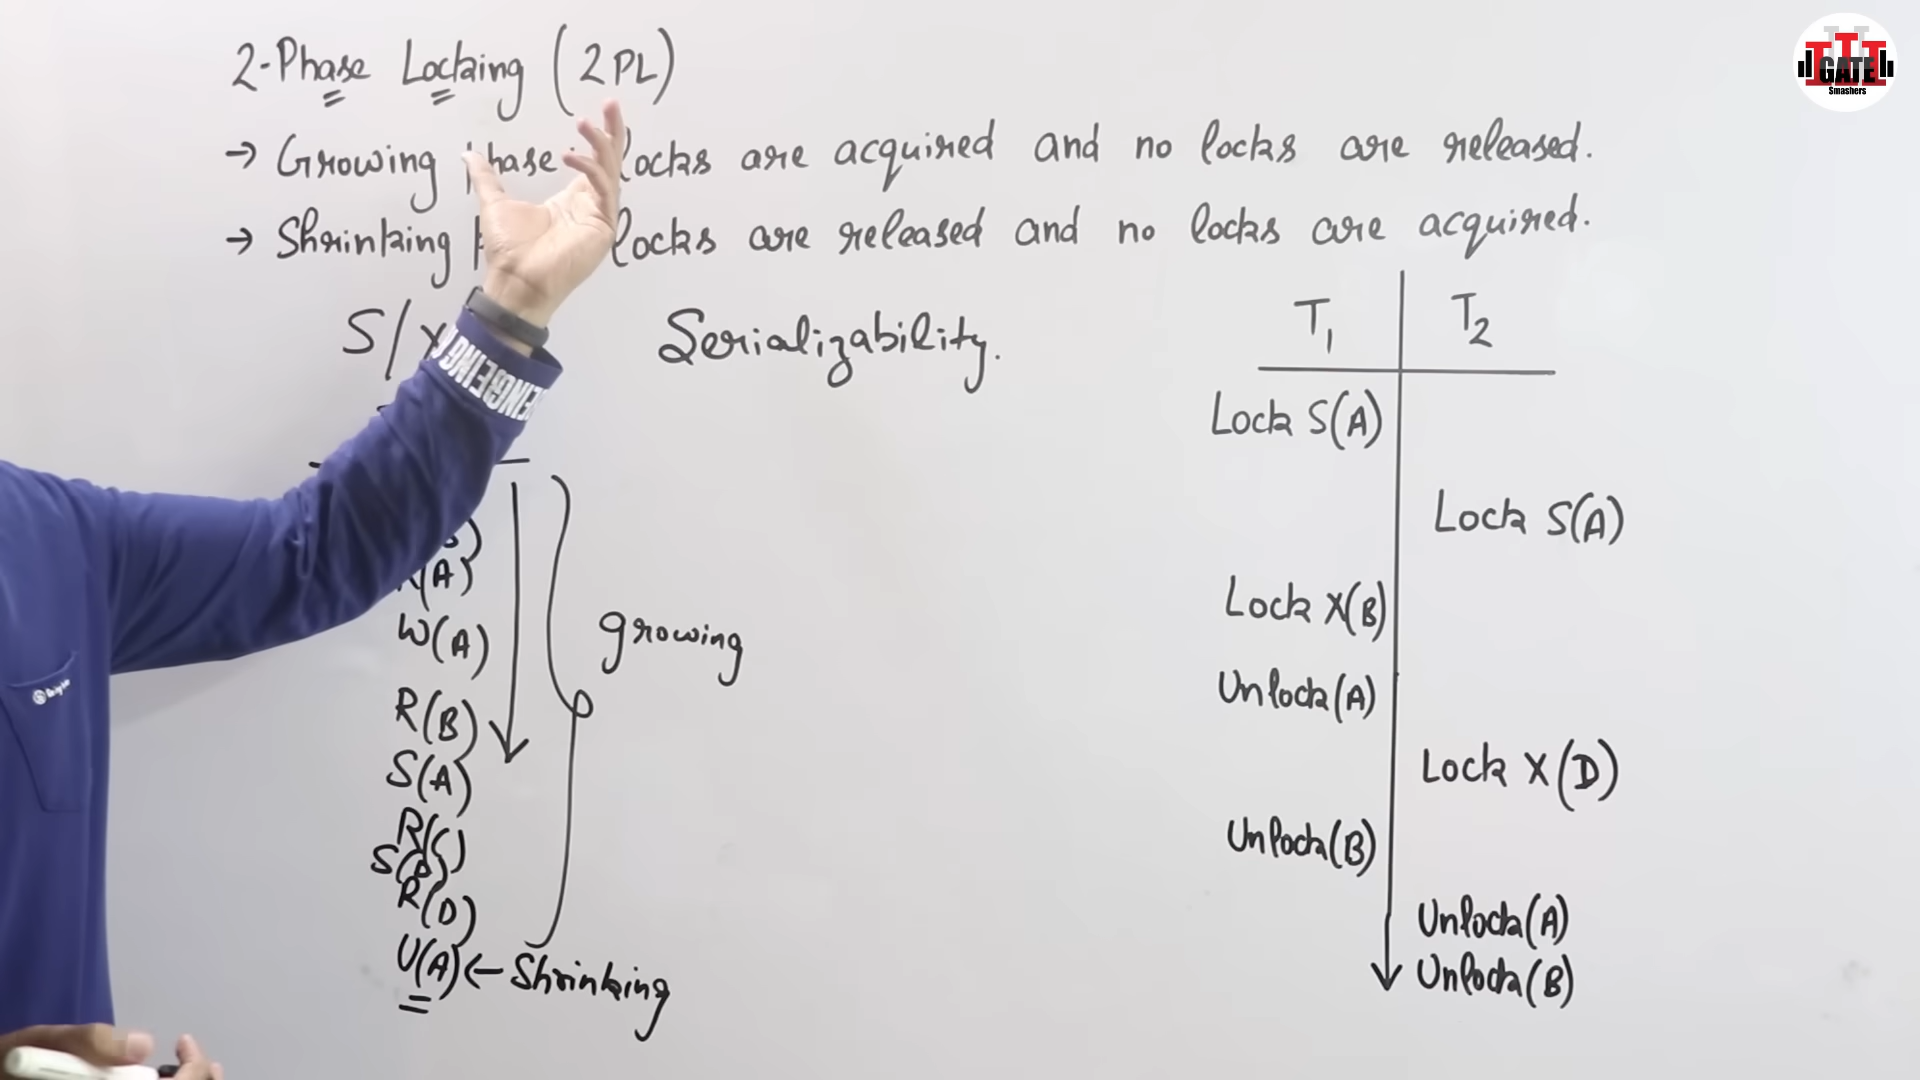 2-Phase Locking (2PL)
→ Growing phase locks are acquired and no locks are released.
→ Shrinking locks are released and no locks are acquired.
S/X Serializability.
T1 T2
Lock S(A)
Lock S(A)
Lock X(B)
Unlock(A)
Lock X(D)
Unlock(B)
Unlock(A)
Unlock(B)
(A)
W(A)
R(B)
S(A)
R(C)
R(D)
U(A) ← Shrinking
growing
GATE
Smashers